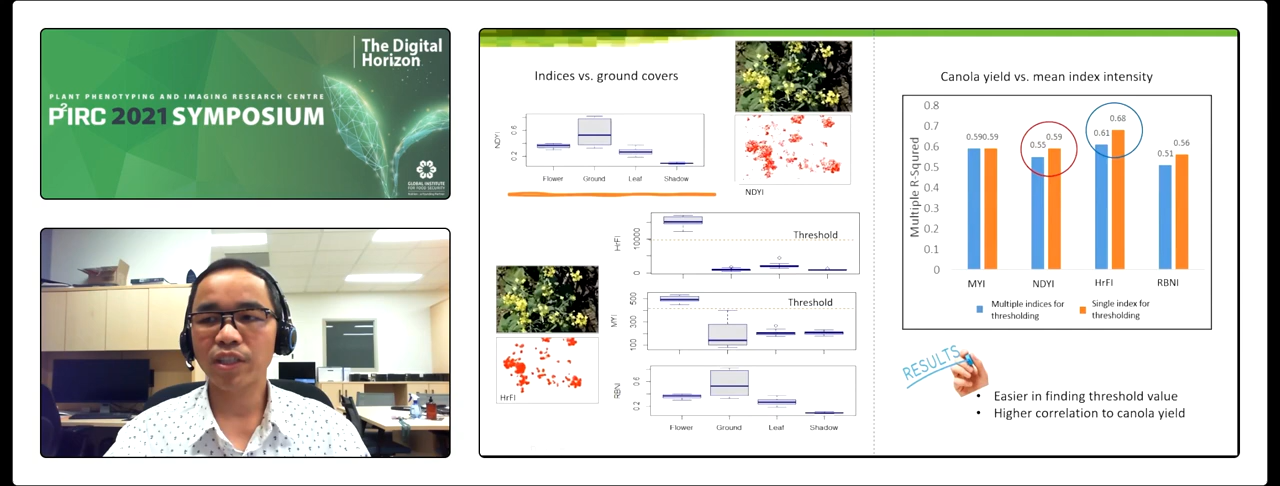 The Digital
Horizon
PLANT PHENOTYPING AND IMAGING RESEARCH CENTRE
P²IRC 2021 SYMPOSIUM
GLOBAL INSTITUTE
FOR FOOD SECURITY
Indices vs. ground covers
NDYI
0.6
0.2
Flower Ground Leaf Shadow
NDYI
HrFI
10000
0
Threshold
MYI
500
300
100
Threshold
HrFI
RBNI
0.6
0.2
Flower Ground Leaf Shadow
Canola yield vs. mean index intensity
Multiple R-Squred
0.8
0.7
0.6
0.5
0.4
0.3
0.2
0.1
0
0.59 0.59
0.55 0.59
0.61 0.68
0.51 0.56
MYI NDYI HrFI RBNI
Multiple indices for
thresholding
Single index for
thresholding
RESULTS
• Easier in finding threshold value
• Higher correlation to canola yield